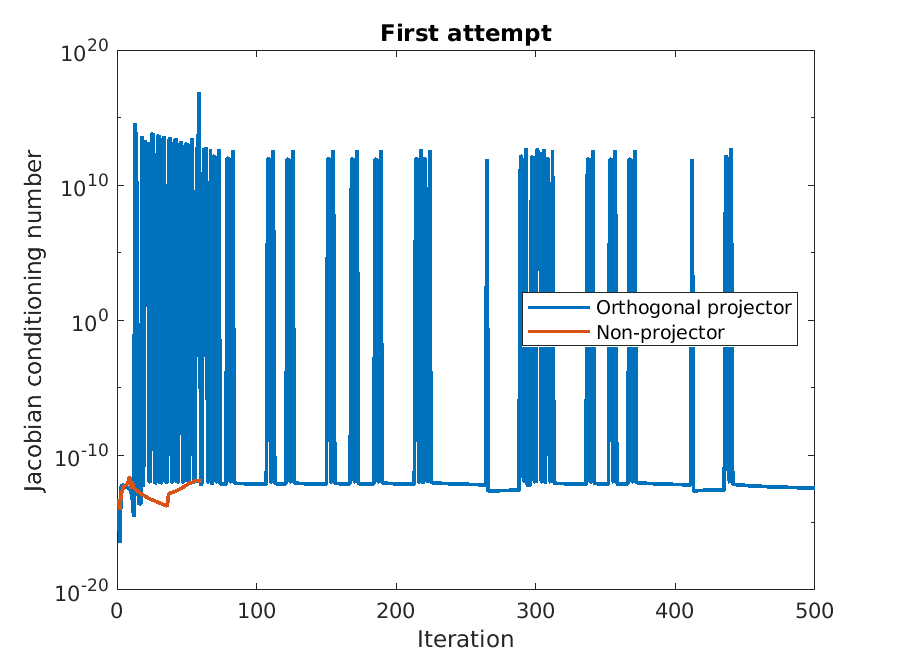 First attempt
10^20
10^10
10^0
10^-10
10^-20
Jacobian conditioning number
Orthogonal projector
Non-projector
0 100 200 300 400 500
Iteration